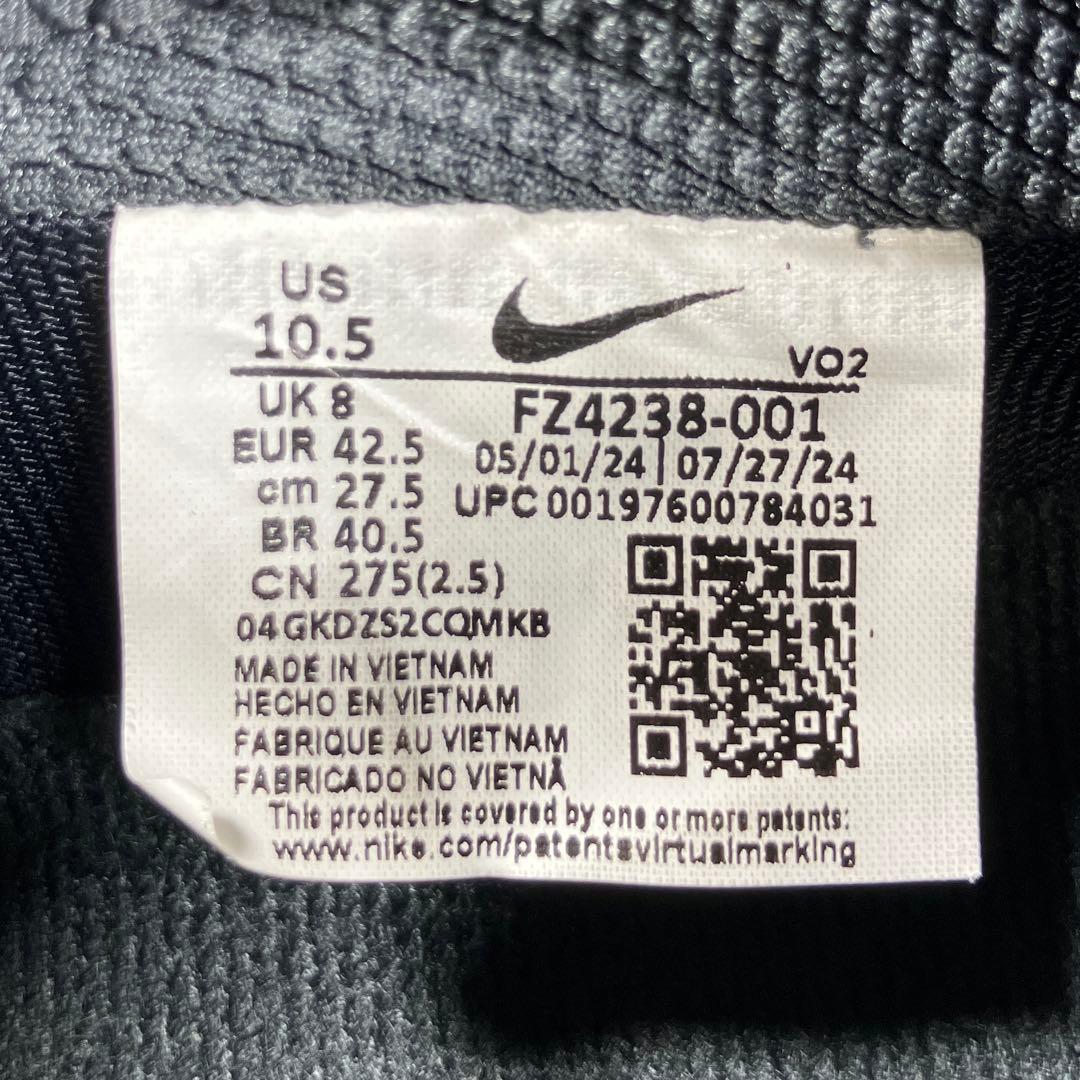 US
10.5
VO2
UK 8
EUR 42.5
cm 27.5
BR 40.5
CN 275(2.5)
FZ4238-001
05/01/24 | 07/27/24
UPC 00197600784031
04GKDZS2CQMKB
MADE IN VIETNAM
HECHO EN VIETNAM
FABRIQUE AU VIETNAM
FABRICADO NO VIETNÃ
This product is covered by one or more patents:
www.nike.com/patentsvirtualmarking